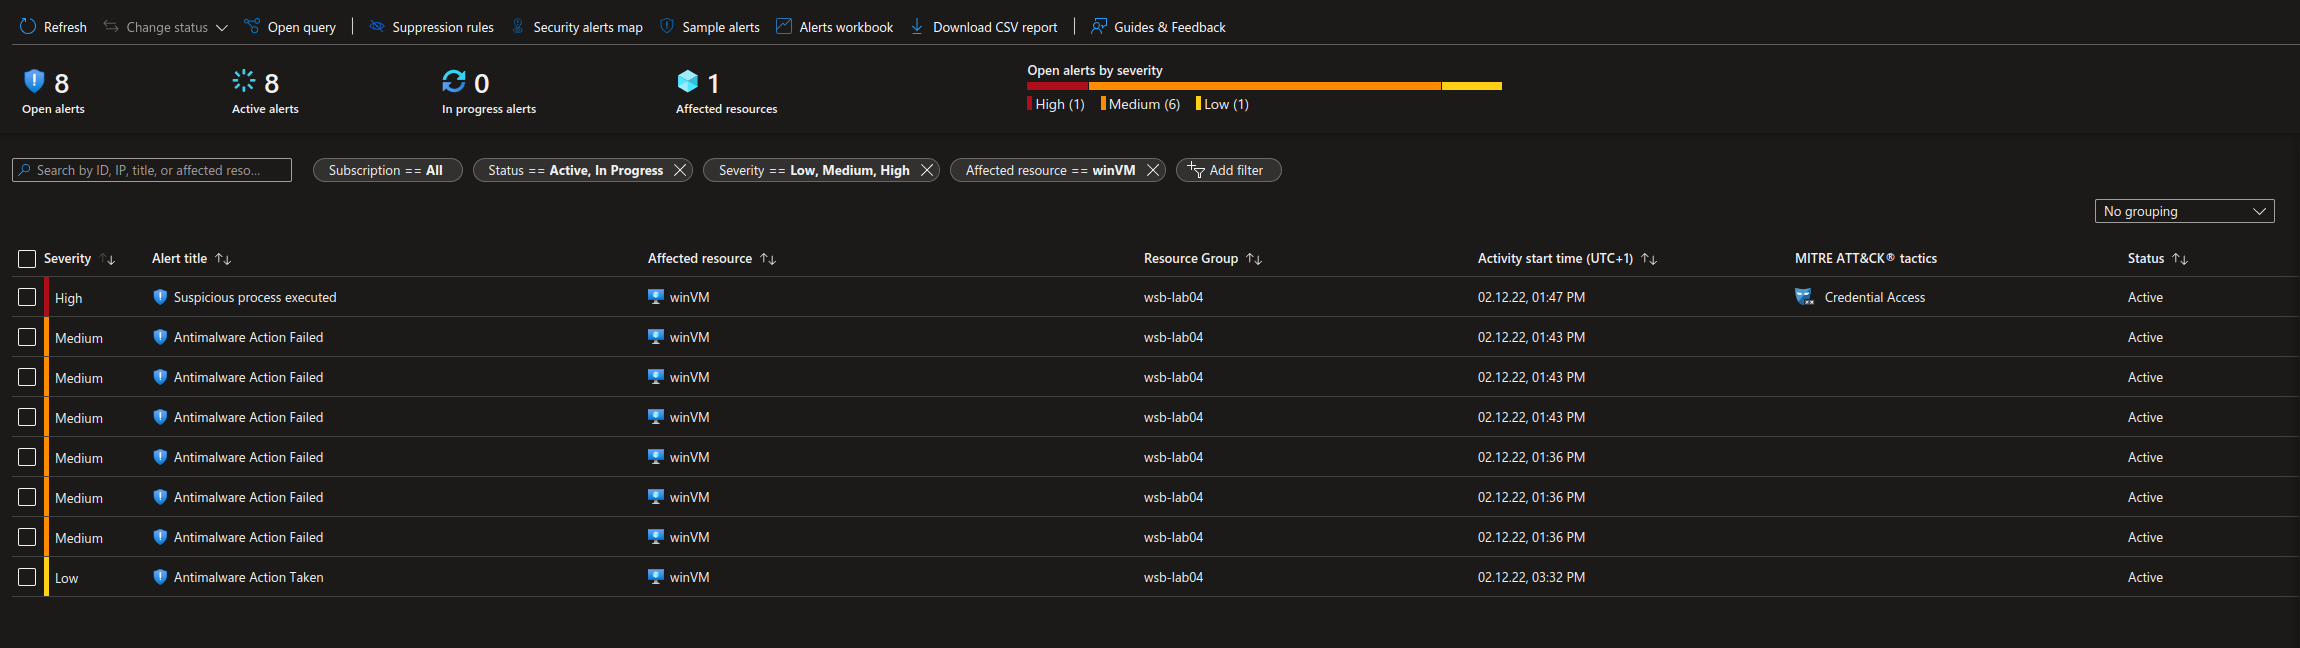 Refresh Change status Open query Suppression rules Security alerts map Sample alerts Alerts workbook Download CSV report Guides & Feedback
8 8 0 1
Open alerts Active alerts In progress alerts Affected resources
Open alerts by severity
High (1) Medium (6) Low (1)
Search by ID, IP, title, or affected reso... Subscription == All Status == Active, In Progress Severity == Low, Medium, High Affected resource == winVM Add filter
No grouping
Severity Alert title Affected resource Resource Group Activity start time (UTC+1) MITRE ATT&CK® tactics Status
High Suspicious process executed winVM wsb-lab04 02.12.22, 01:47 PM Credential Access Active
Medium Antimalware Action Failed winVM wsb-lab04 02.12.22, 01:43 PM Active
Medium Antimalware Action Failed winVM wsb-lab04 02.12.22, 01:43 PM Active
Medium Antimalware Action Failed winVM wsb-lab04 02.12.22, 01:43 PM Active
Medium Antimalware Action Failed winVM wsb-lab04 02.12.22, 01:36 PM Active
Medium Antimalware Action Failed winVM wsb-lab04 02.12.22, 01:36 PM Active
Medium Antimalware Action Failed winVM wsb-lab04 02.12.22, 01:36 PM Active
Low Antimalware Action Taken winVM wsb-lab04 02.12.22, 03:32 PM Active